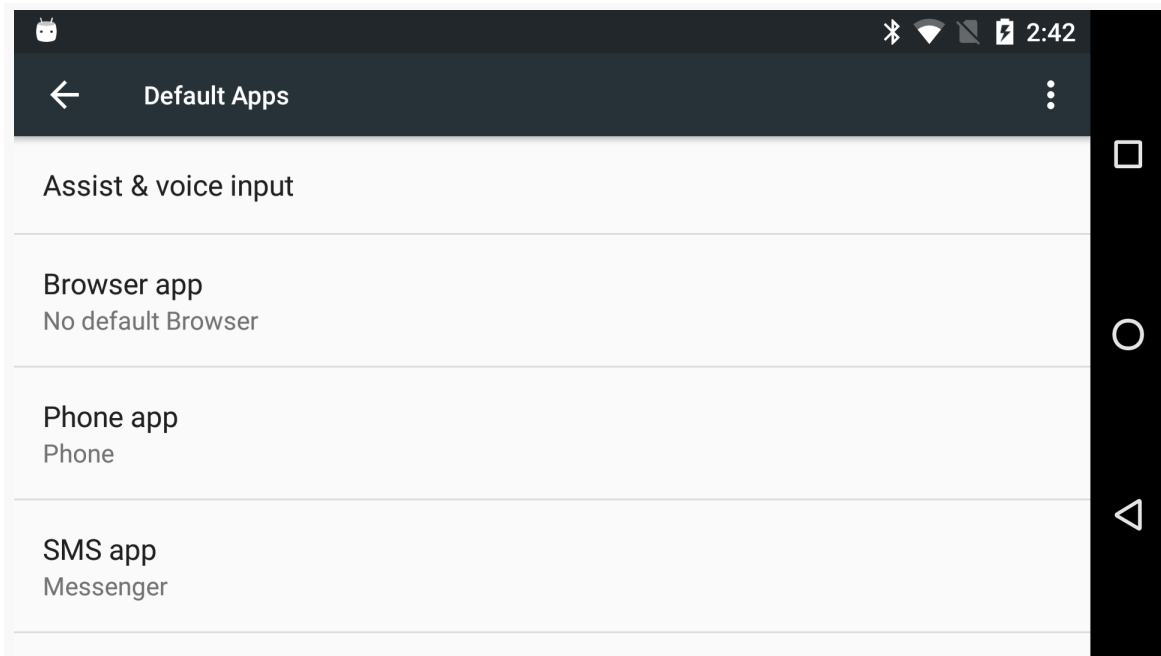 2:42
Default Apps
Assist & voice input
Browser app
No default Browser
Phone app
Phone
SMS app
Messenger